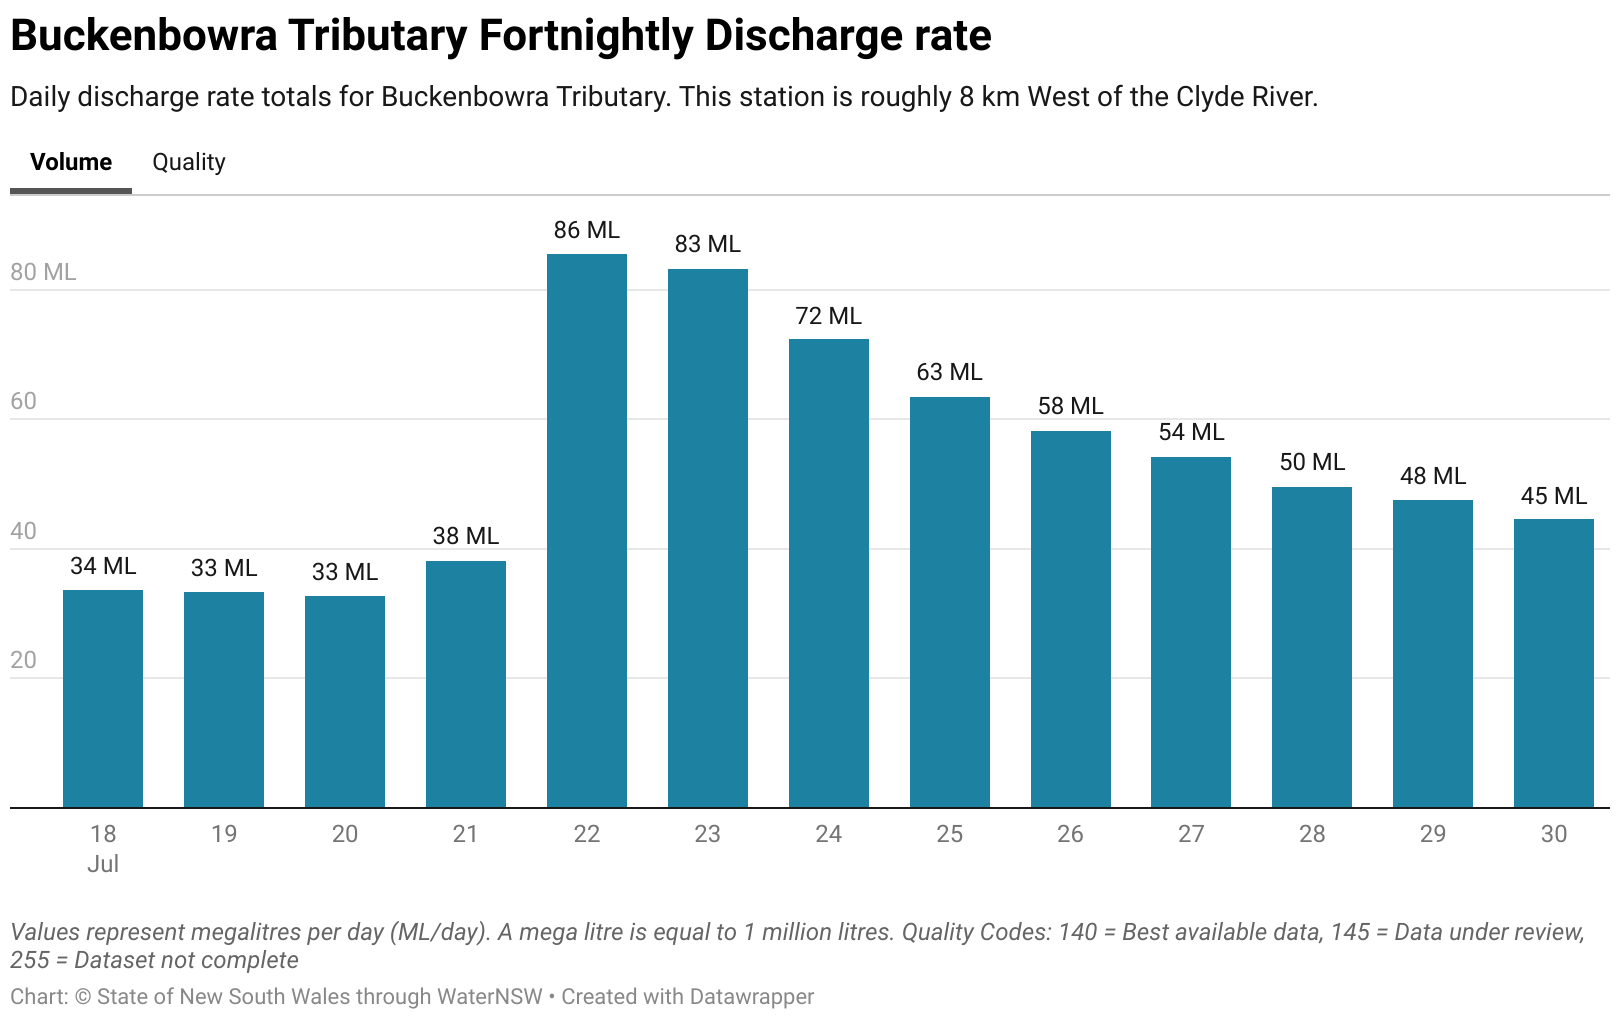 Buckenbowra Tributary Fortnightly Discharge rate
Daily discharge rate totals for Buckenbowra Tributary. This station is roughly 8 km West of the Clyde River.
Volume Quality
86 ML
83 ML
80 ML
72 ML
63 ML
60
58 ML
54 ML
50 ML
48 ML
45 ML
40
38 ML
34 ML
33 ML
33 ML
20
18 19 20 21 22 23 24 25 26 27 28 29 30
Jul
Values represent megalitres per day (ML/day). A mega litre is equal to 1 million litres. Quality Codes: 140 = Best available data, 145 = Data under review,
255 = Dataset not complete
Chart: © State of New South Wales through WaterNSW • Created with Datawrapper